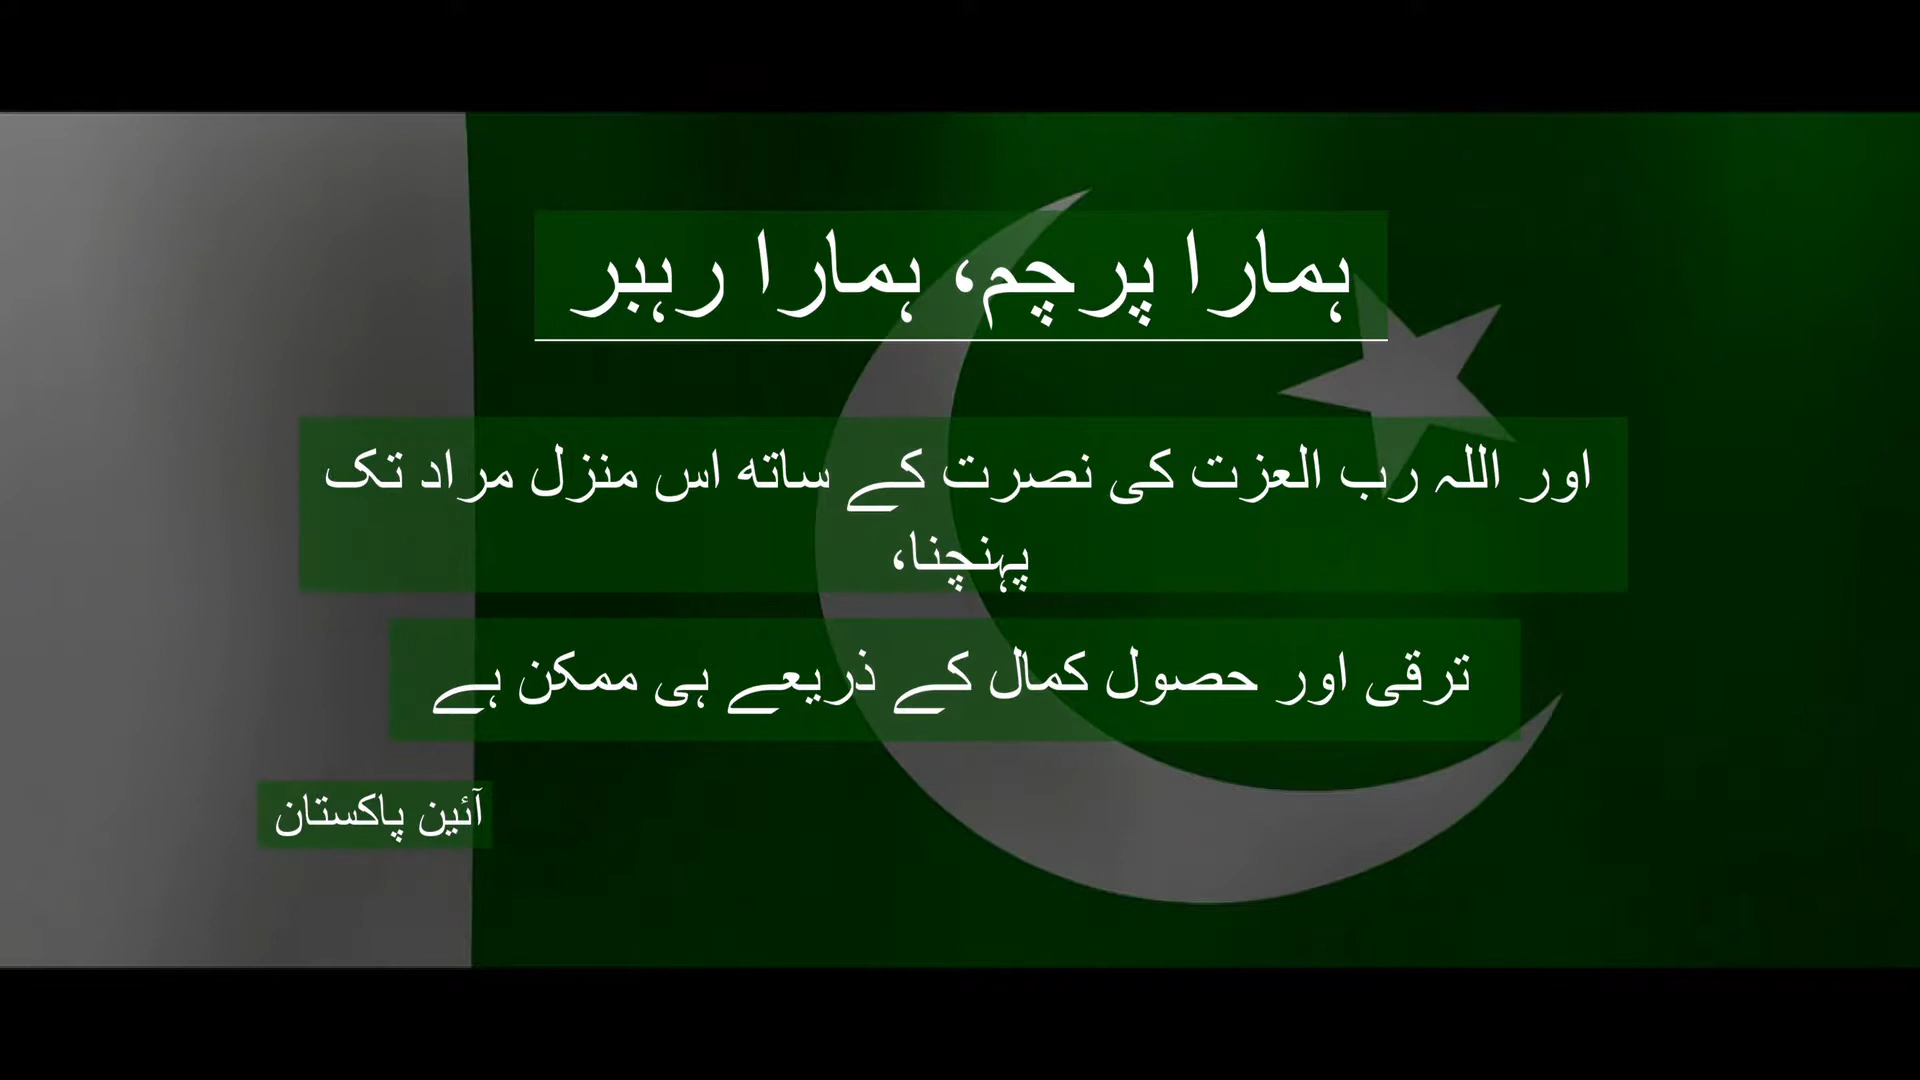 ہمارا پرچم، ہمارا رہبر
اور اللہ رب العزت کی نصرت کے ساتھ اس منزل مراد تک
پہنچنا،
ترقی اور حصول کمال کے ذریعے ہی ممکن ہے
آئین پاکستان